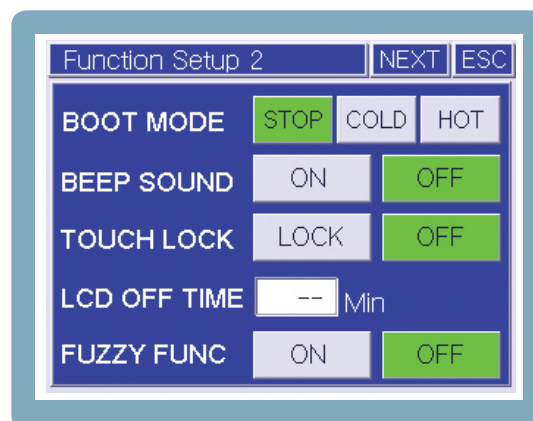 Function Setup 2 NEXT ESC
BOOT MODE STOP COLD HOT
BEEP SOUND ON OFF
TOUCH LOCK LOCK OFF
LCD OFF TIME -- Min
FUZZY FUNC ON OFF